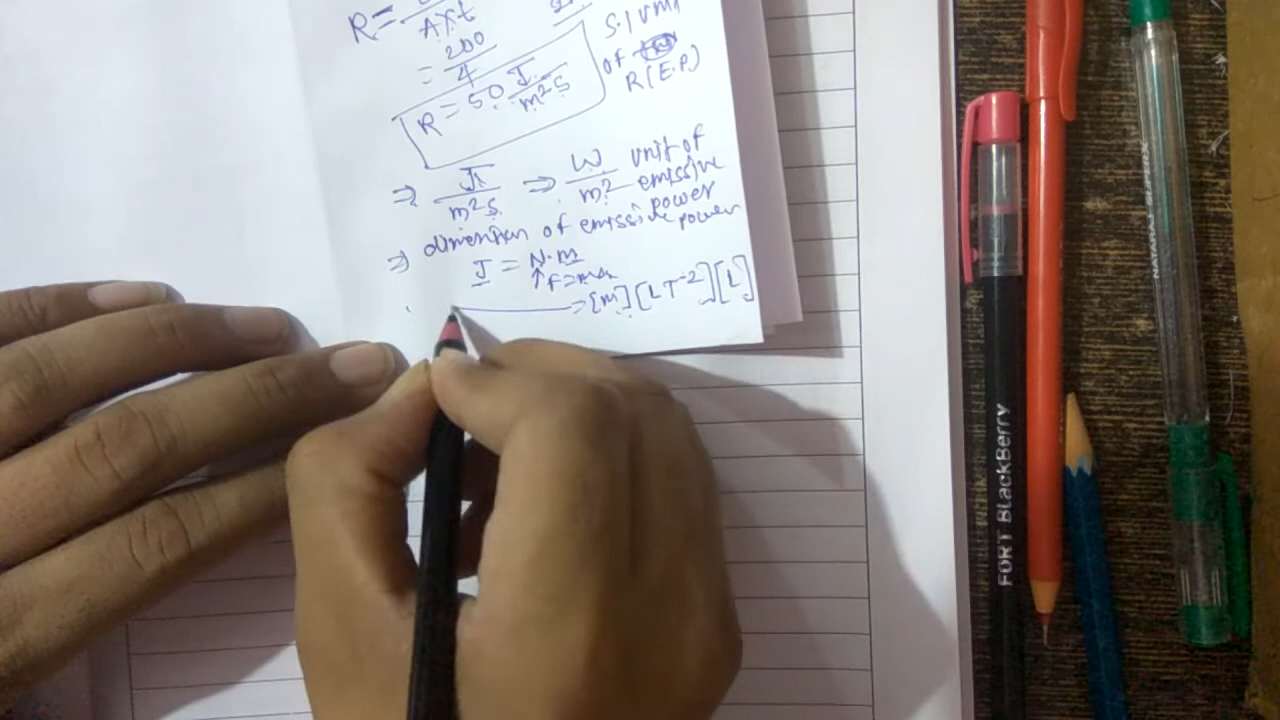 R =
A×t
= 200
4
R = 50 J
m²s
S.I unit
of
R(E.P)
⇒ J ⇒ W unit of
m²s m² emissive
power
⇒ dimension of emissive power
J = N·m
↑F=ma
⇒[m][LT⁻²][L]
FORT BLACKBERRY